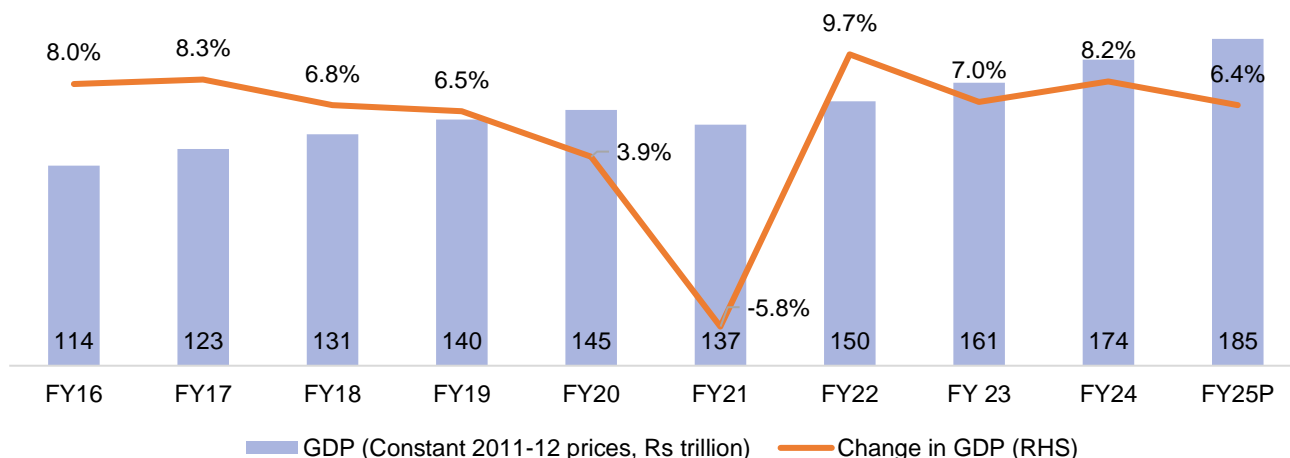 8.0% 8.3% 6.8% 6.5% 3.9% -5.8% 9.7% 7.0% 8.2% 6.4%
114 123 131 140 145 137 150 161 174 185
FY16 FY17 FY18 FY19 FY20 FY21 FY22 FY 23 FY24 FY25P
GDP (Constant 2011-12 prices, Rs trillion) Change in GDP (RHS)